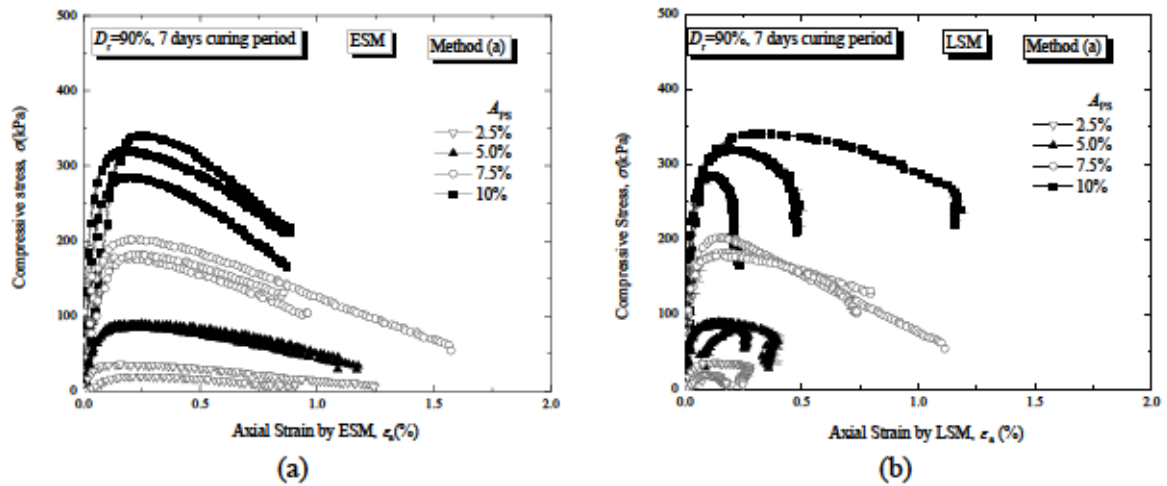 500
400
300
200
100
0
Compressive stress, σ(kPa)
Dr=90%, 7 days curing period
ESM
Method (a)
APS
2.5%
5.0%
7.5%
10%
0.0 0.5 1.0 1.5 2.0
Axial Strain by ESM, εa(%)
(a)
500
400
300
200
100
0
Compressive Stress, σ(kPa)
Dr=90%, 7 days curing period
LSM
Method (a)
APS
2.5%
5.0%
7.5%
10%
0.0 0.5 1.0 1.5 2.0
Axial Strain by LSM, εa (%)
(b)